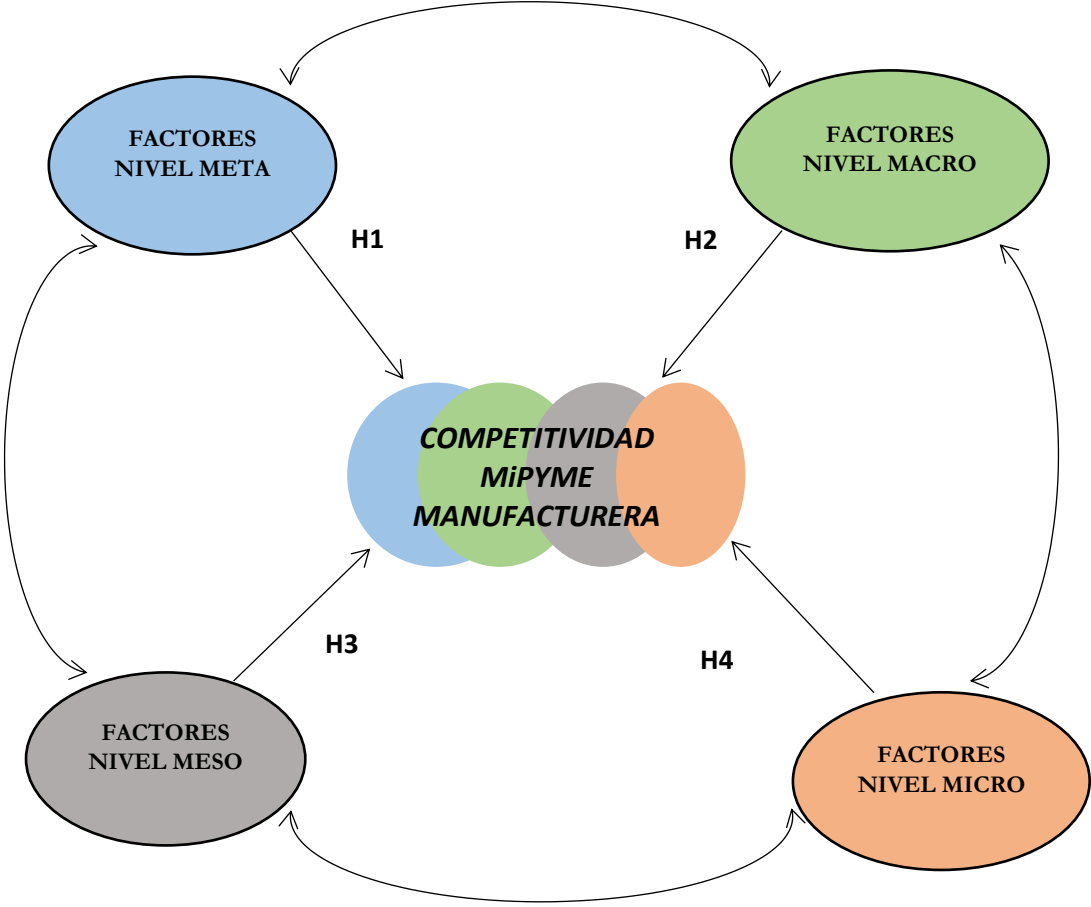 FACTORES
NIVEL META
FACTORES
NIVEL MACRO
H1
H2
COMPETITIVIDAD
MiPYME
MANUFACTURERA
H3
H4
FACTORES
NIVEL MESO
FACTORES
NIVEL MICRO